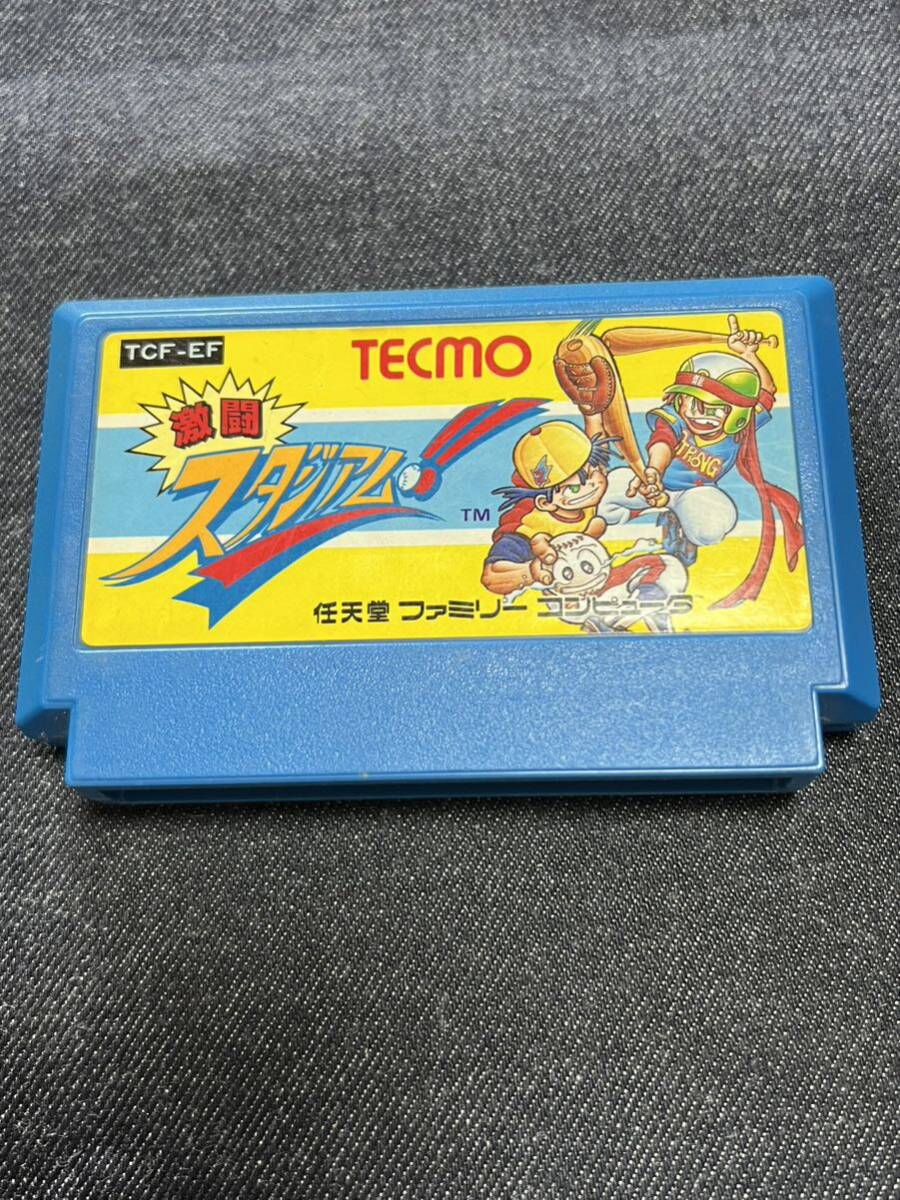 TCF-EF
TECMO
激闘
スタジアム!!
TM
STRONG
任天堂 ファミリー コンピュータ